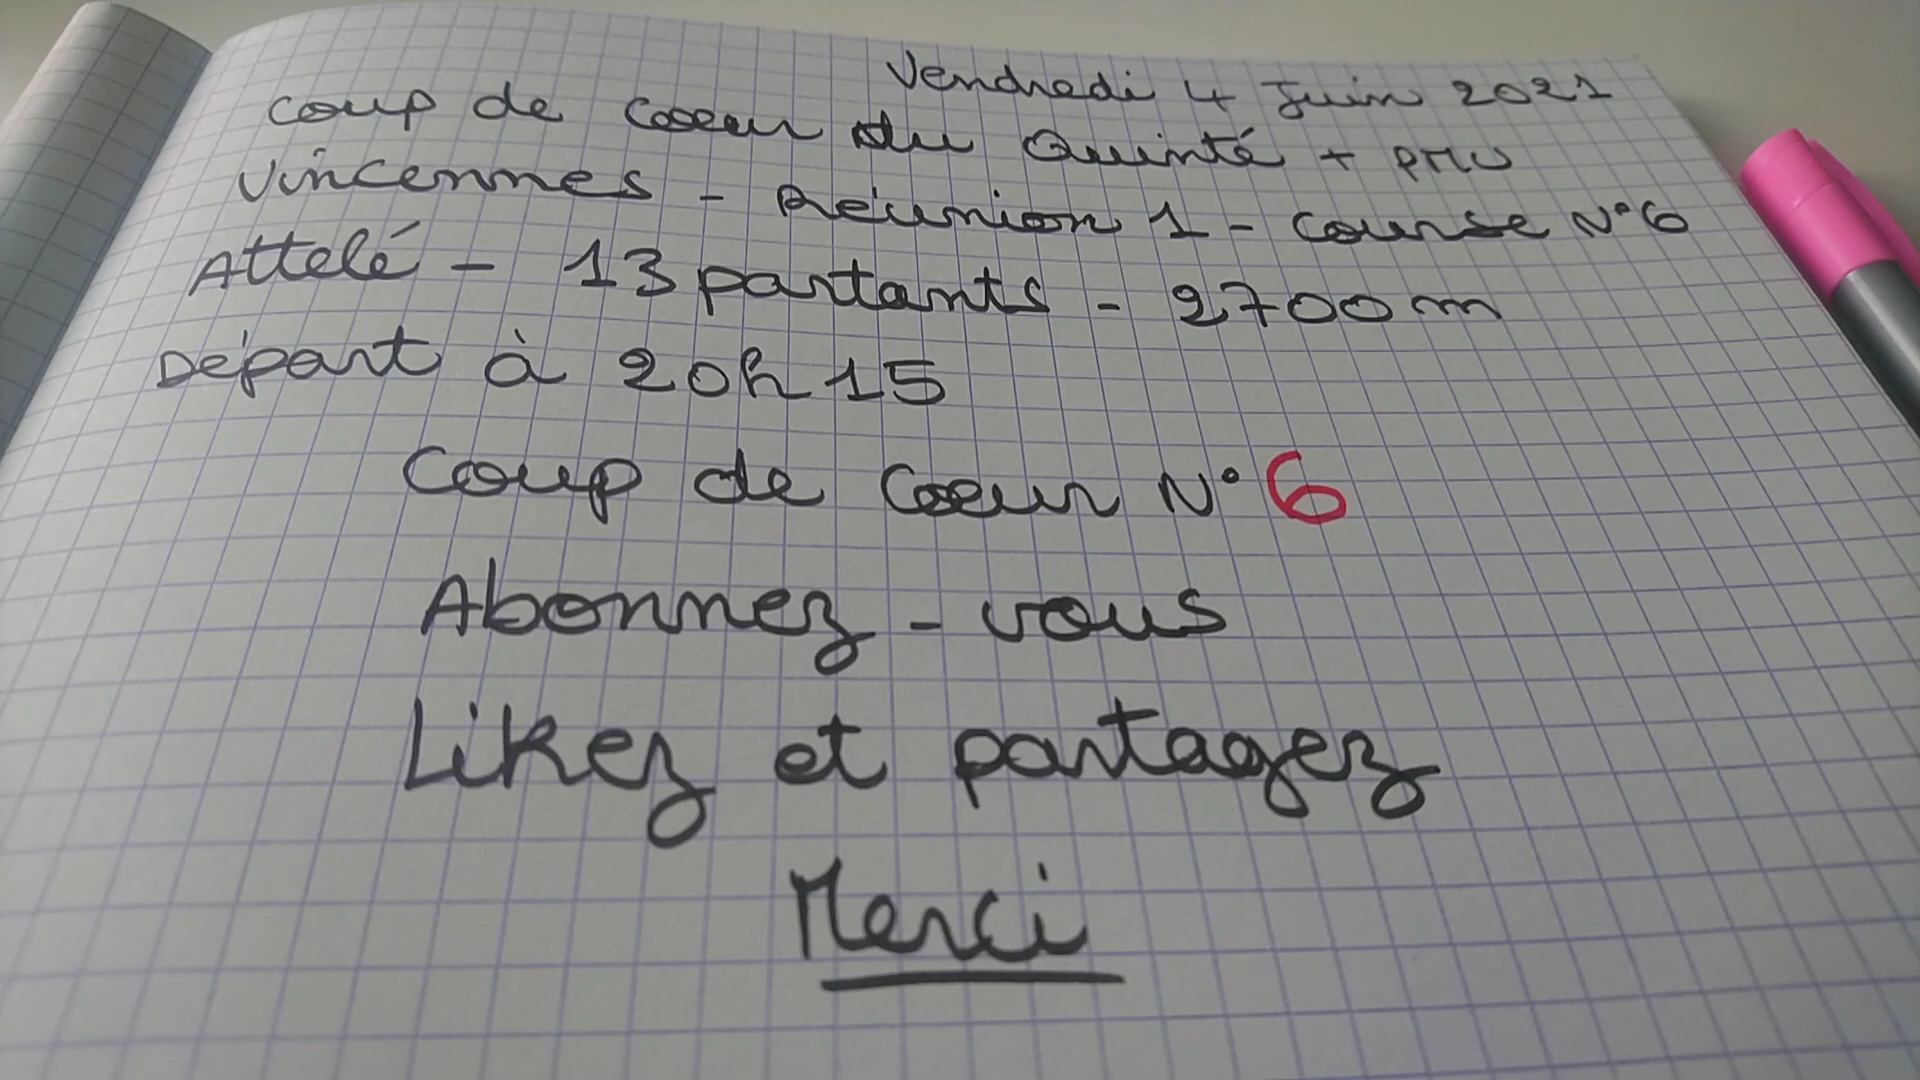 Vendredi 4 Juin 2021
Coup de Coeur du Quinté + PMU
Vincennes - Réunion 1 - Course N°6
Attelé - 13 partants - 2700 m
Départ à 20h15
Coup de Coeur N° 6
Abonnez-vous
Likez et partagez
Merci